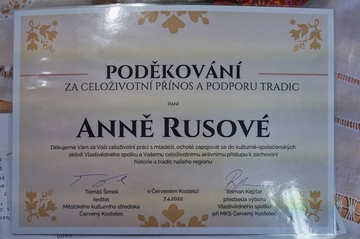 PODĚKOVÁNÍ
ZA CELOŽIVOTNÍ PŘÍNOS A PODPORU TRADIC
paní
ANNĚ RUSOVÉ
Děkujeme Vám za Vaši celoživotní práci s mládeží, ochotě zapojovat se do kulturně-společenských
aktivit Vlastivědného spolku a Vašemu celoživotnímu aktivnímu přístupu k zachování
historie a tradic našeho regionu.
Tomáš Šimek
ředitel
Městského kulturního střediska
Červený Kostelec
v Červeném Kostelci
7.4.2022
Roman Kejzlar
předseda výboru
Vlastivědného spolku
při MKS Červený Kostelec